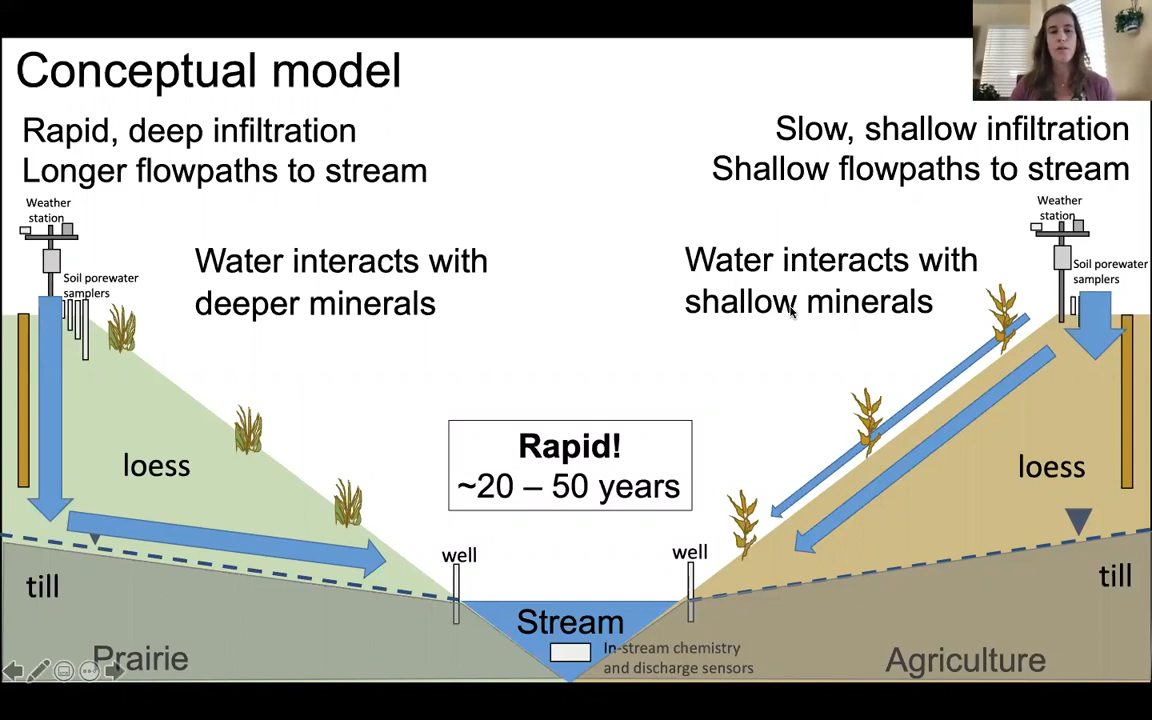 Conceptual model
Rapid, deep infiltration
Longer flowpaths to stream
Slow, shallow infiltration
Shallow flowpaths to stream
Weather
station
Soil porewater
samplers
Water interacts with
deeper minerals
Water interacts with
shallow minerals
Weather
station
Soil porewater
samplers
Rapid!
~20 – 50 years
loess
loess
well
well
till
till
Stream
In-stream chemistry
and discharge sensors
Prairie
Agriculture